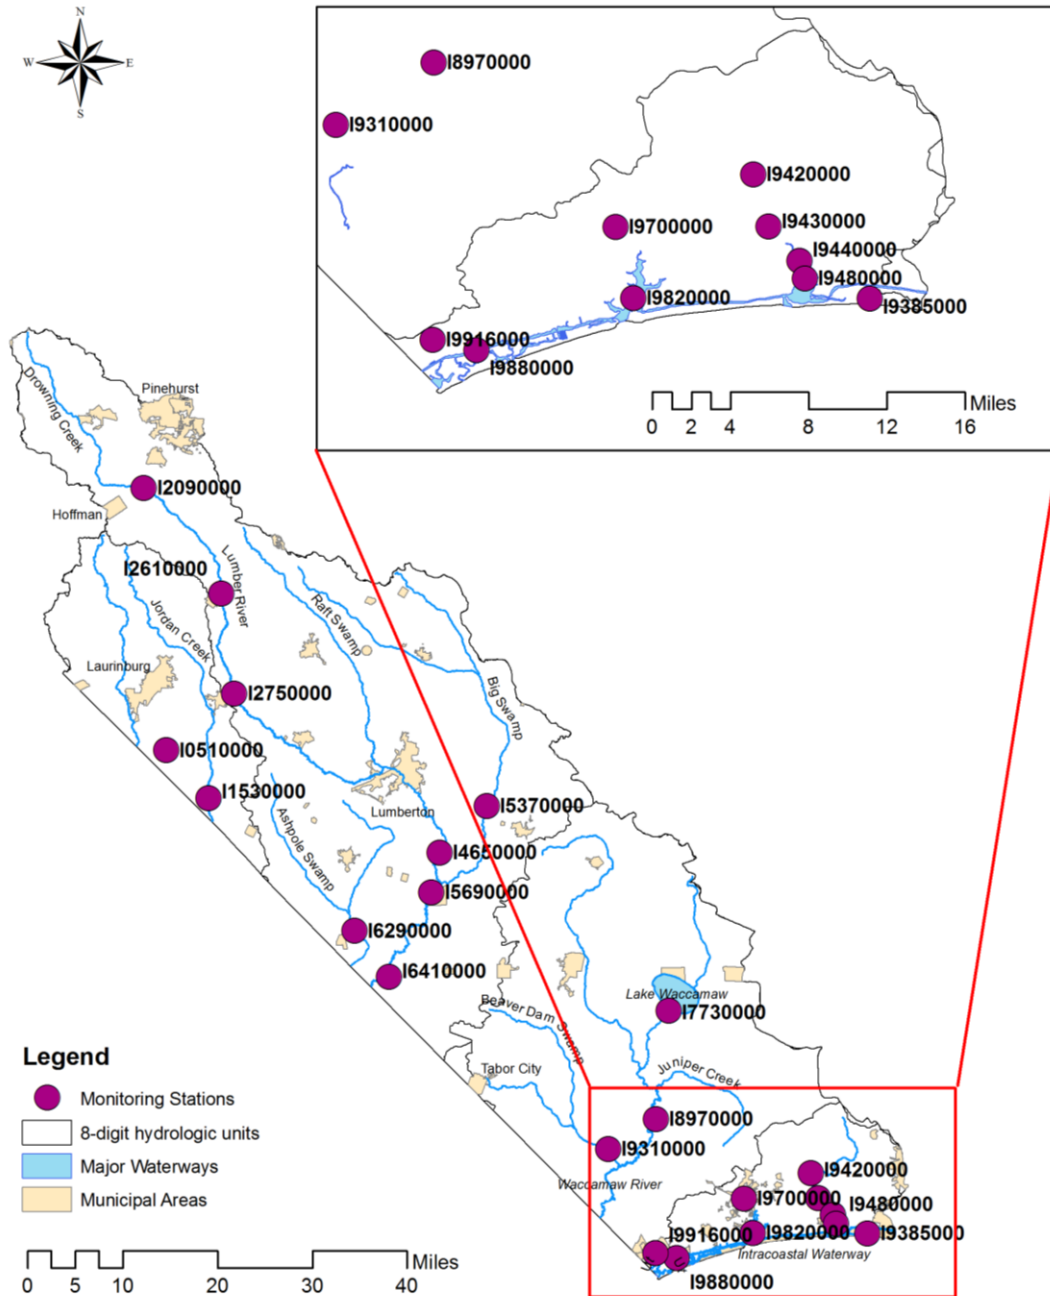 N
W E
S
I8970000
I9310000
I9420000
I9700000
I9430000
I9440000
I9480000
I9820000
I9385000
I9916000
I9880000
Miles
0 2 4 8 12 16
Drowning Creek
Pinehurst
I2090000
Hoffman
I2610000
Lumber River
Jordan Creek
Raft Swamp
Laurinburg
I2750000
Big Swamp
I0510000
I1530000
I5370000
Lumberton
Ashpole Swamp
I4650000
I5690000
I6290000
I6410000
Lake Waccamaw
I7730000
Beaver Dam Swamp
Tabor City
Juniper Creek
I8970000
I9310000
Waccamaw River
I9420000
I9700000
I9480000
I9916000
I9820000
I9385000
Intracoastal Waterway
I9880000
Legend
Monitoring Stations
8-digit hydrologic units
Major Waterways
Municipal Areas
Miles
0 5 10 20 30 40